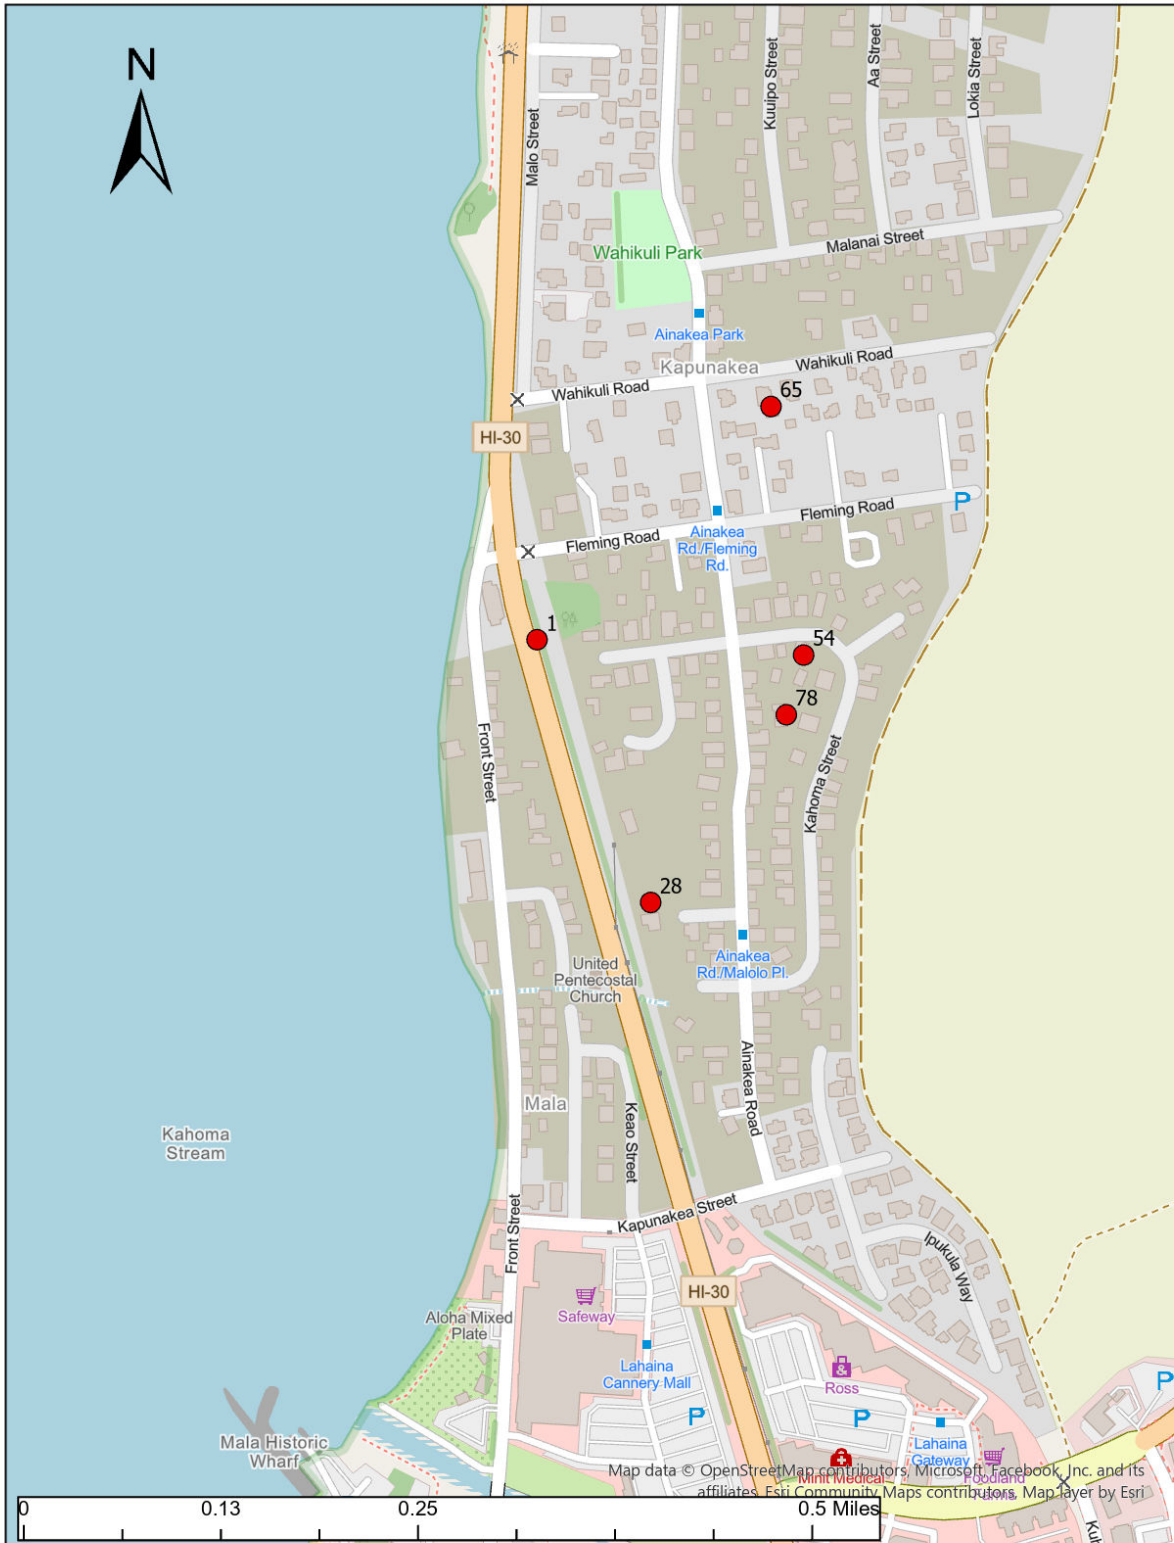 N
Malo Street
Kuuipo Street
Aa Street
Lokia Street
Wahikuli Park
Malanai Street
Ainakea Park
Kapunakea
Wahikuli Road
Wahikuli Road
65
HI-30
Fleming Road
P
Fleming Road
Ainakea
Rd./Fleming
Rd.
1
54
78
Front Street
Kahoma Street
28
Ainakea
Rd./Malolo Pl.
United
Pentecostal
Church
Ainakea Road
Mala
Keao Street
Kahoma
Stream
Kapunakea Street
Front Street
Ipukula Way
HI-30
Aloha Mixed
Plate
Safeway
Lahaina
Cannery Mall
&
Ross
P
P
P
Mala Historic
Wharf
Lahaina
Gateway
Minit Medical
Foodland
Farms
Map data © OpenStreetMap contributors, Microsoft, Facebook, Inc. and its
affiliates, Esri Community Maps contributors, Map layer by Esri
0 0.13 0.25 0.5 Miles